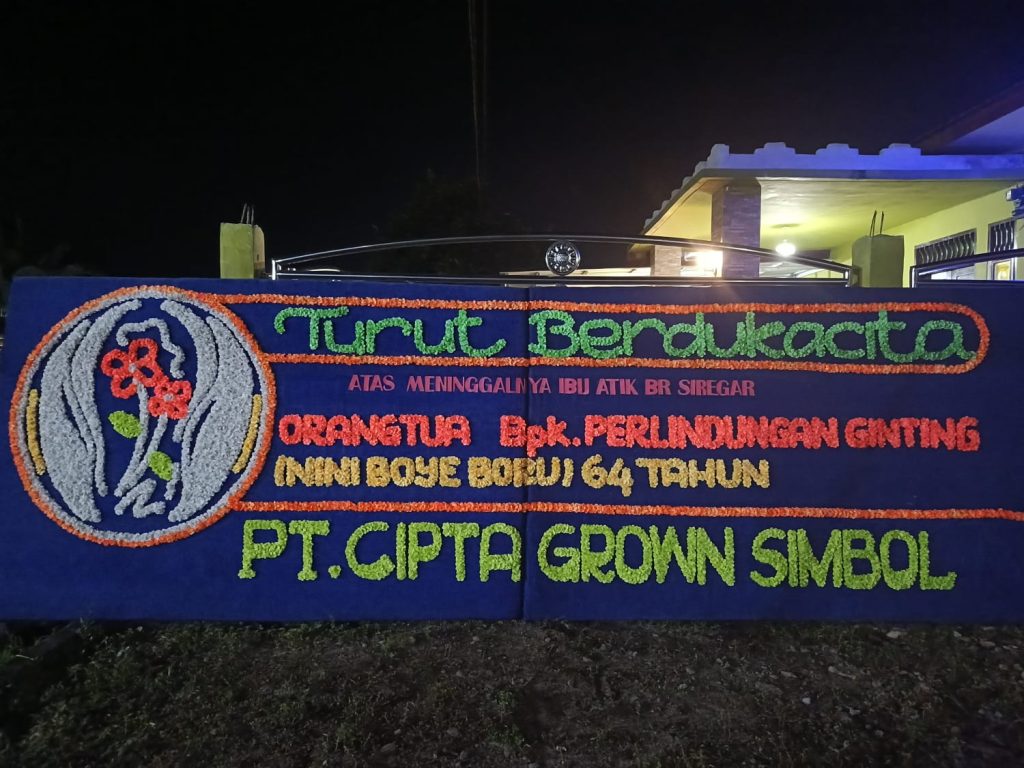 Turut Berdukacita
ATAS MENINGGALNYA IBU ATIK BR SIREGAR
ORANGTUA Bpk. PERLINDUNGAN GINTING
(NINI BOYE BORU) 64 TAHUN
PT. CIPTA GROWN SIMBOL